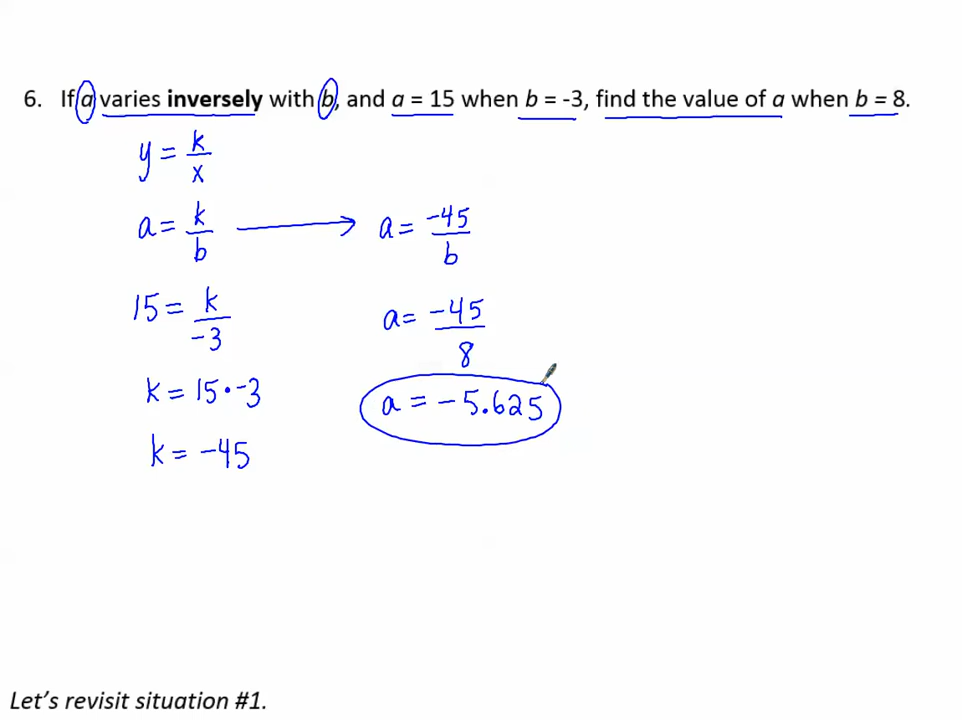 6. If a varies inversely with b, and a = 15 when b = -3, find the value of a when b = 8.
y = k/x
a = k/b → a = -45/b
15 = k/-3 a = -45/8
k = 15 · -3 a = -5.625
k = -45
Let's revisit situation #1.